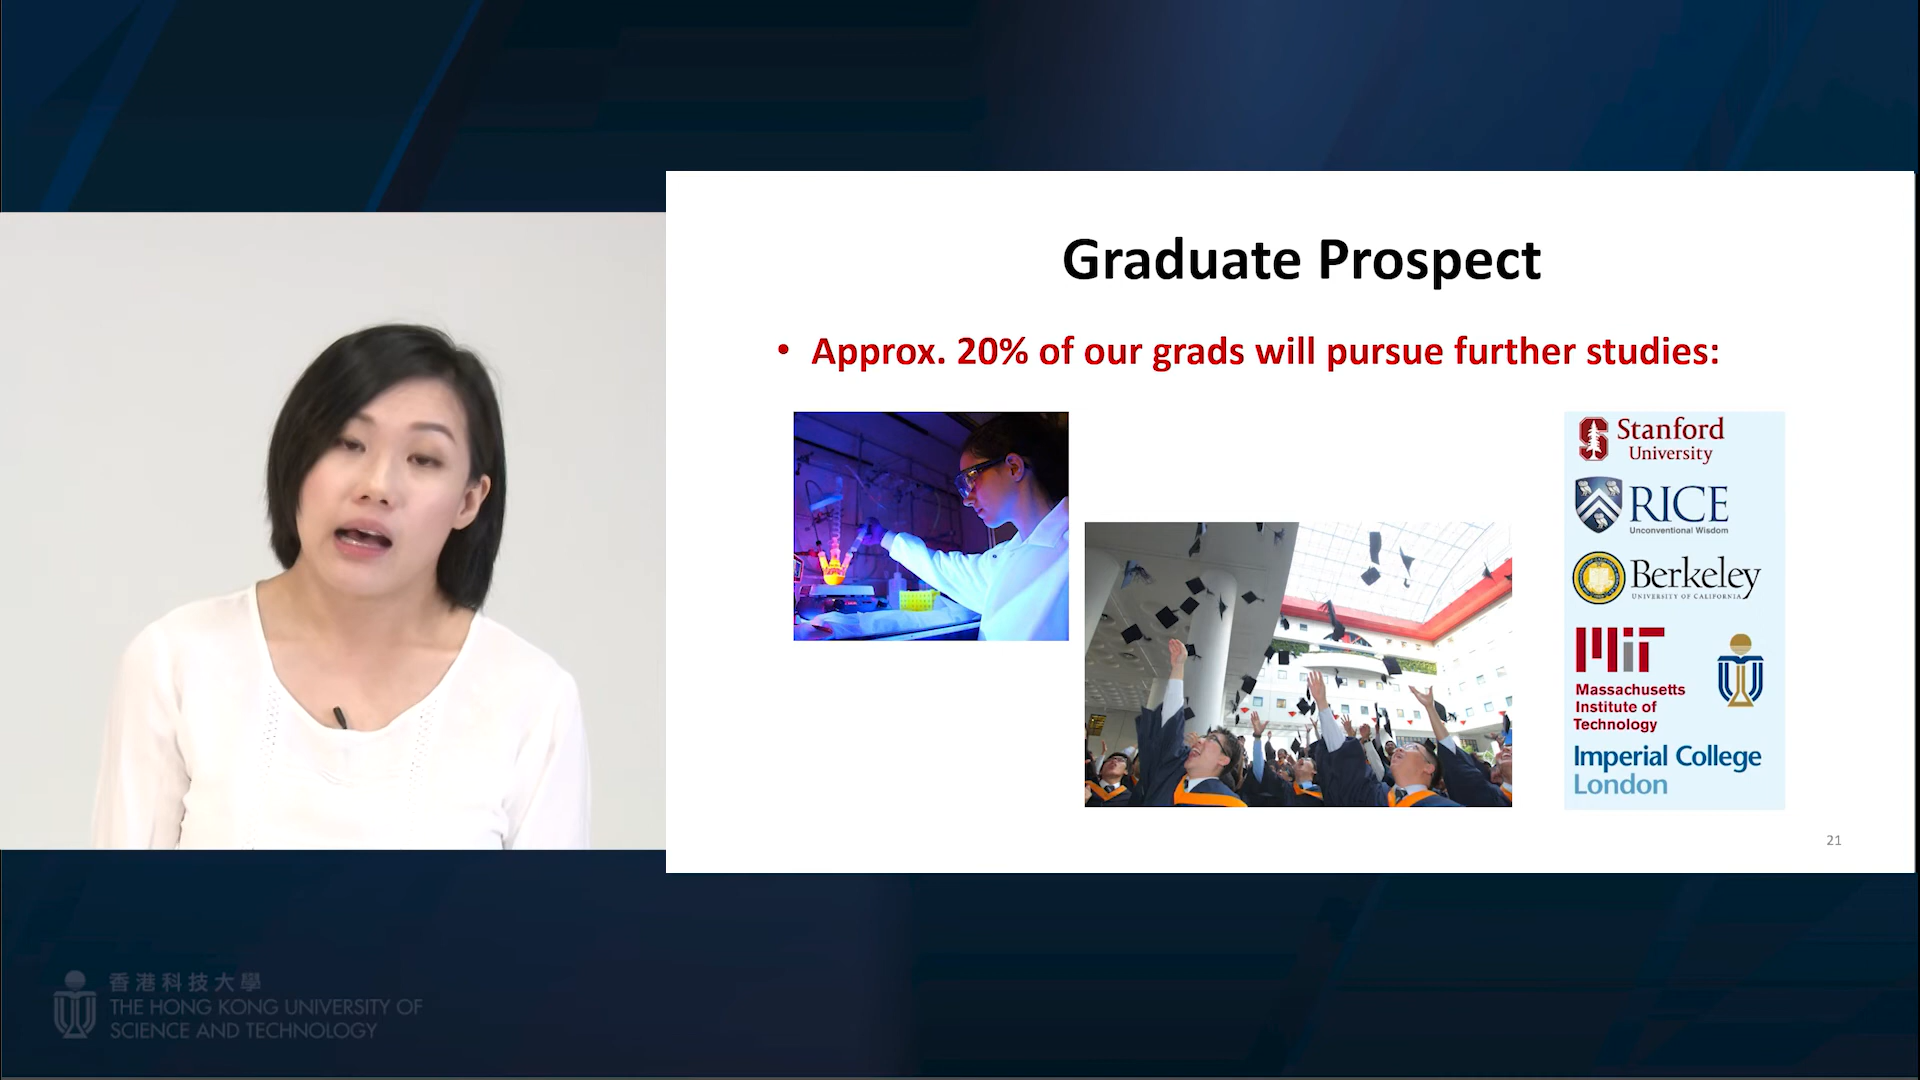 Graduate Prospect
• Approx. 20% of our grads will pursue further studies:
Stanford
University
RICE
Unconventional Wisdom
Berkeley
UNIVERSITY OF CALIFORNIA
MiT
Massachusetts
Institute of
Technology
Imperial College
London
21
香港科技大學
THE HONG KONG UNIVERSITY OF
SCIENCE AND TECHNOLOGY